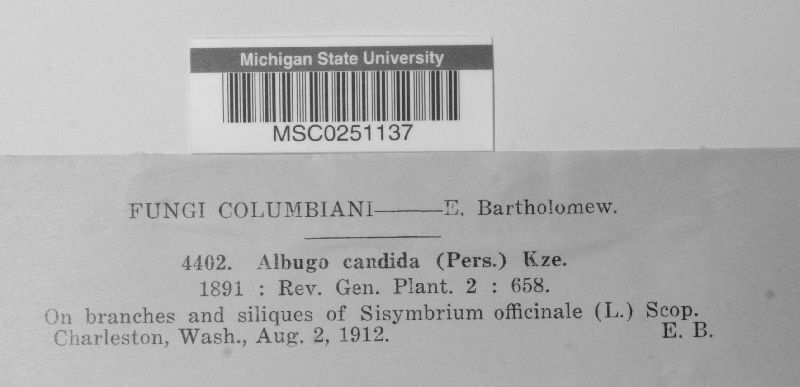 Michigan State University
MSC0251137
FUNGI COLUMBIANI——E. Bartholomew.
4402. Albugo candida (Pers.) Kze.
1891 : Rev. Gen. Plant. 2 : 658.
On branches and siliques of Sisymbrium officinale (L.) Scop.
Charleston, Wash., Aug. 2, 1912. E. B.